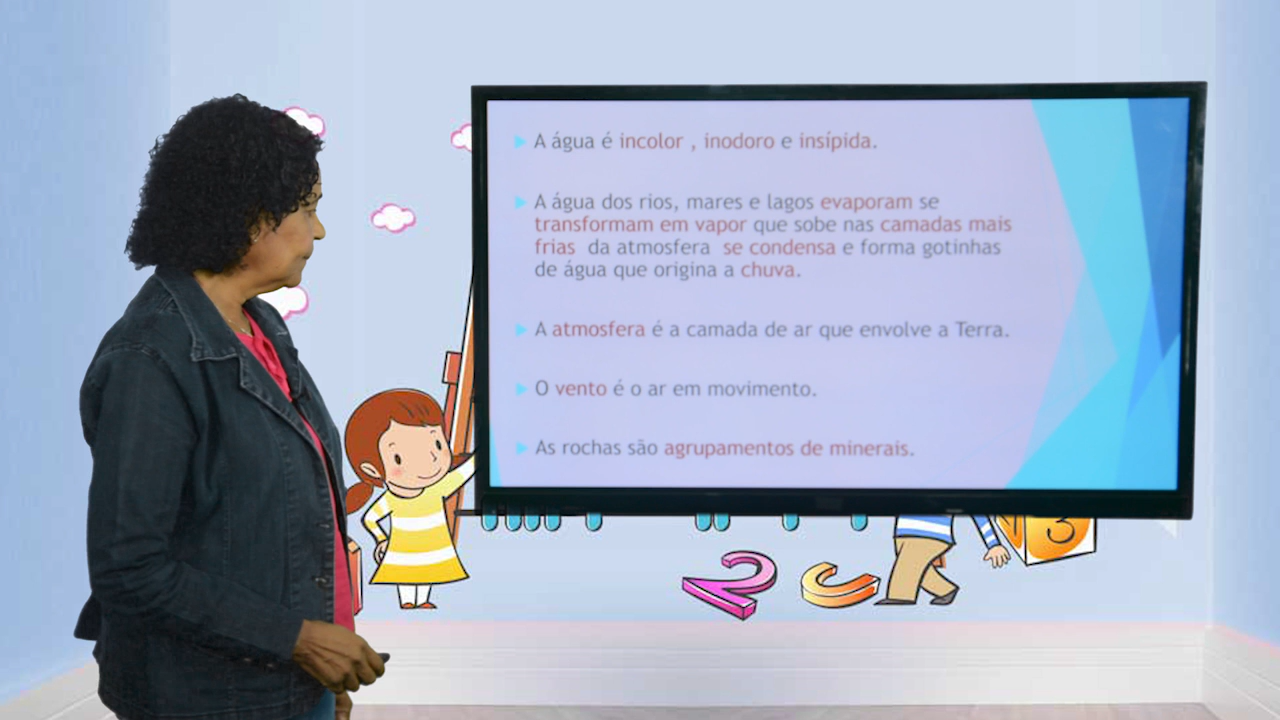 A água é incolor , inodoro e insípida.
A água dos rios, mares e lagos evaporam se
transformam em vapor que sobe nas camadas mais
frias da atmosfera se condensa e forma gotinhas
de água que origina a chuva.
A atmosfera é a camada de ar que envolve a Terra.
O vento é o ar em movimento.
As rochas são agrupamentos de minerais.
2
3